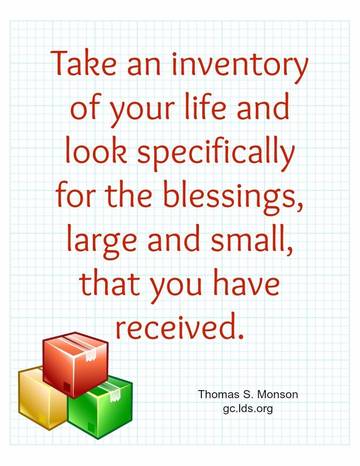 Take an inventory
of your life and
look specifically
for the blessings,
large and small,
that you have
received.
Thomas S. Monson
gc.lds.org